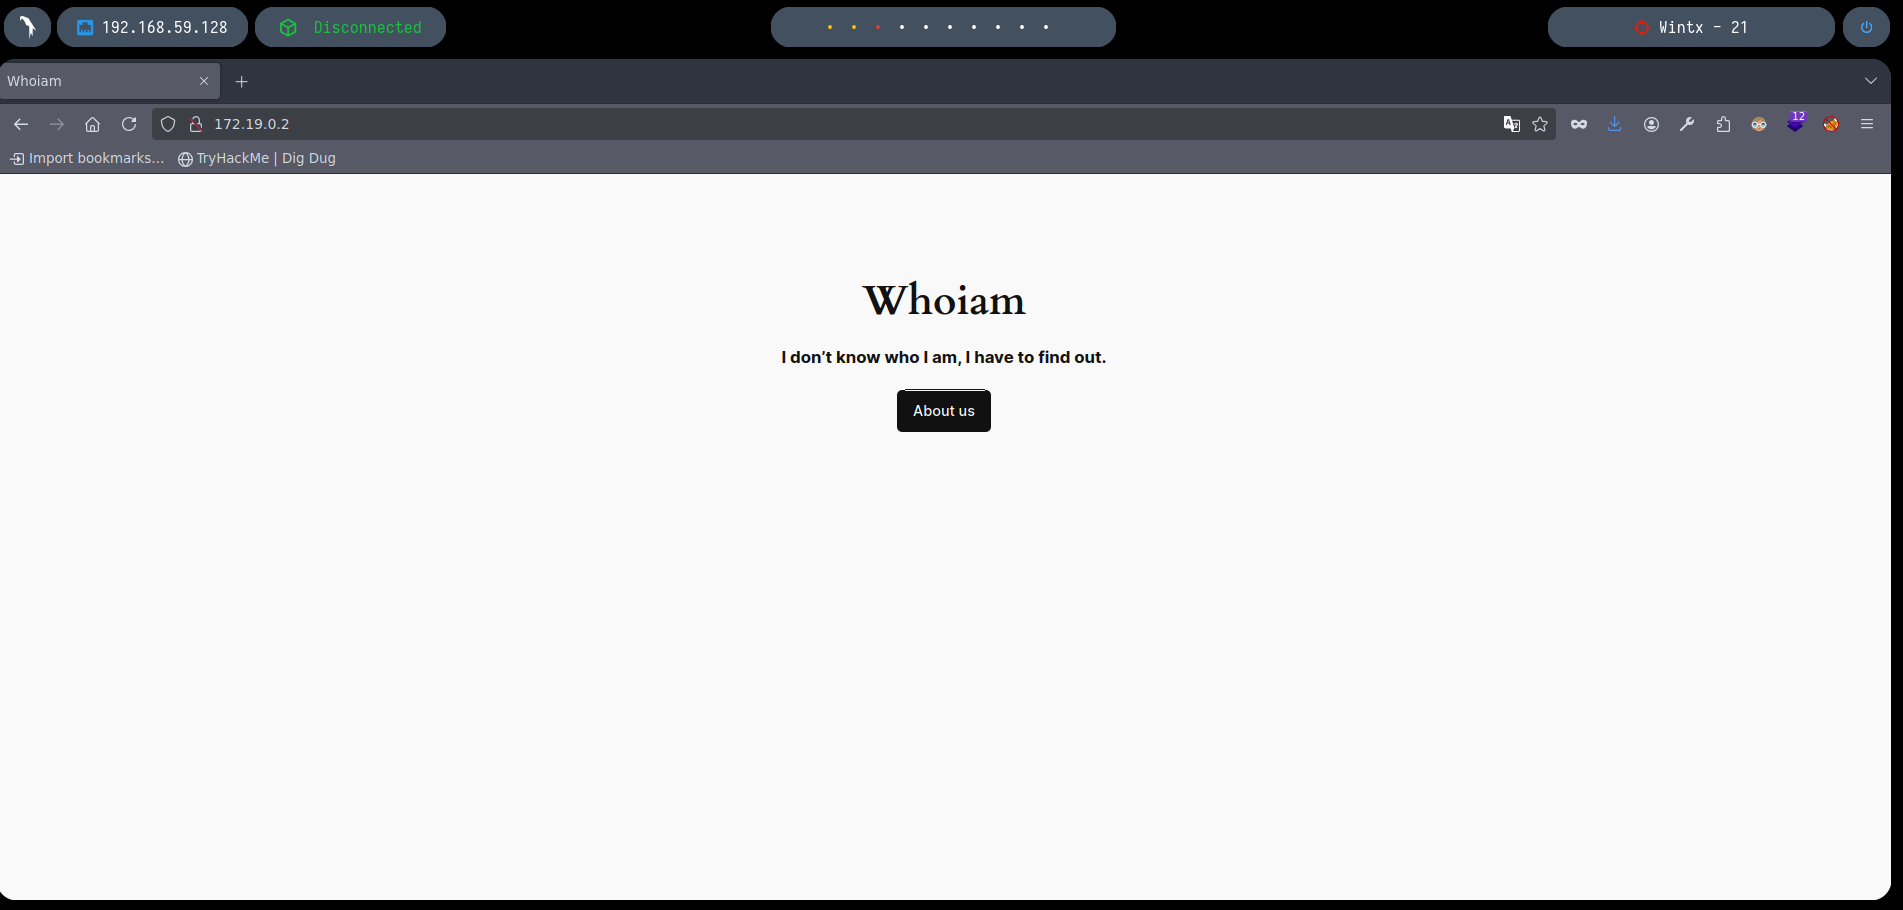 192.168.59.128
Disconnected
Wintx - 21
Whoiam
172.19.0.2
12
Import bookmarks...
TryHackMe | Dig Dug
Whoiam
I don’t know who I am, I have to find out.
About us